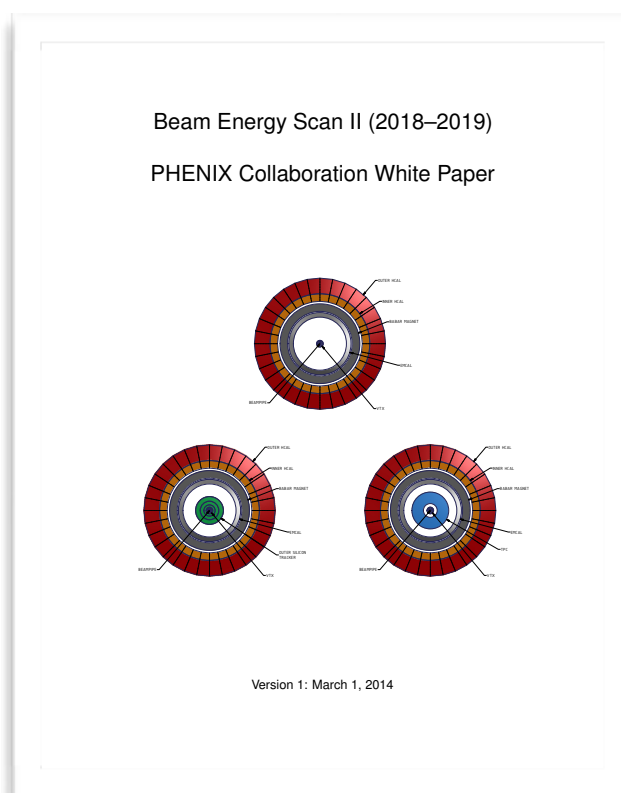 Beam Energy Scan II (2018–2019)
PHENIX Collaboration White Paper
OUTER HCAL
INNER HCAL
BABAR MAGNET
EMCAL
BEAMPIPE
VTX
OUTER HCAL
INNER HCAL
BABAR MAGNET
EMCAL
OUTER SILICON
TRACKER
BEAMPIPE
VTX
OUTER HCAL
INNER HCAL
BABAR MAGNET
EMCAL
TPC
BEAMPIPE
VTX
Version 1: March 1, 2014